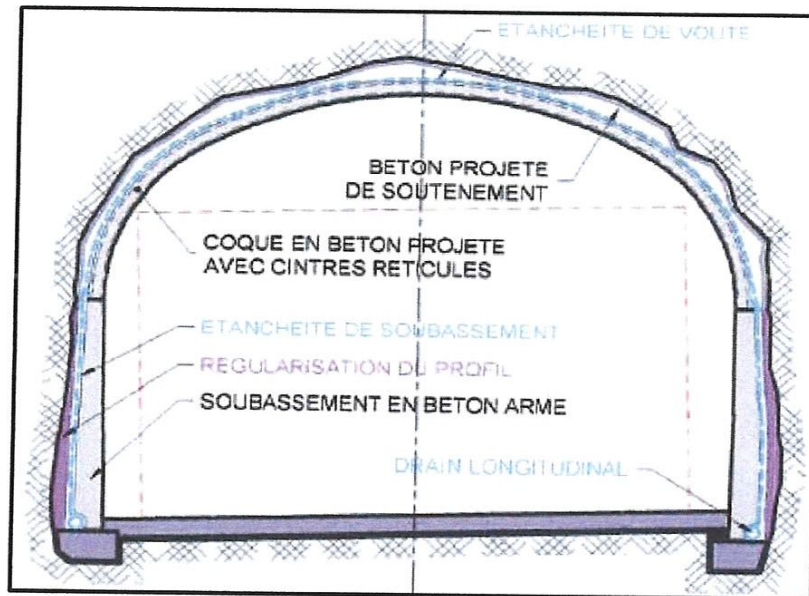 ETANCHEITE DE VOUTE
BETON PROJETE
DE SOUTENEMENT
COQUE EN BETON PROJETE
AVEC CINTRES RETICULES
ETANCHEITE DE SOUBASSEMENT
REGULARISATION DU PROFIL
SOUBASSEMENT EN BETON ARME
DRAIN LONGITUDINAL